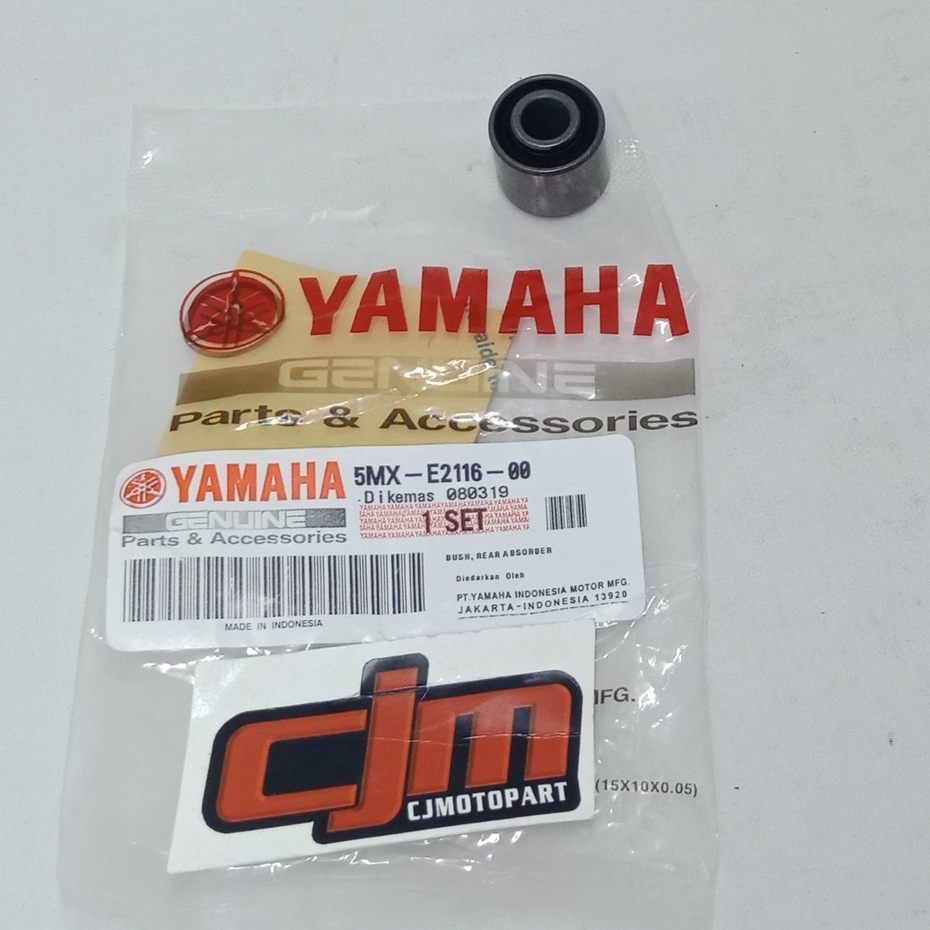 YAMAHA
GENUINE
Parts & Accessories
YAMAHA
GENUINE
Parts & Accessories
5MX-E2116-00
.Dikemas 080319
YAMAHAYAMAHAYAMAHAYAMAHA
1 SET
BUSH, REAR ABSORBER
Diedarkan Oleh
PT.YAMAHA INDONESIA MOTOR MFG.
JAKARTA-INDONESIA 13920
MADE IN INDONESIA
MFG.
(15X10X0.05)
cjm
CJMOTOPART